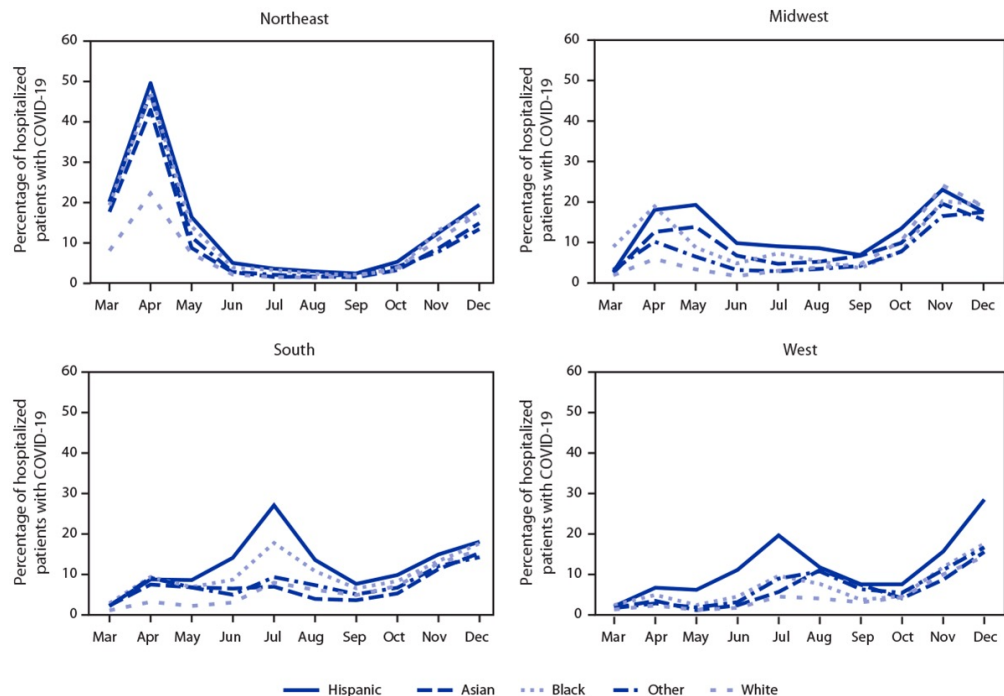 Northeast
Percentage of hospitalized
patients with COVID-19
60
50
40
30
20
10
0
Mar Apr May Jun Jul Aug Sep Oct Nov Dec
Midwest
Percentage of hospitalized
patients with COVID-19
60
50
40
30
20
10
0
Mar Apr May Jun Jul Aug Sep Oct Nov Dec
South
Percentage of hospitalized
patients with COVID-19
60
50
40
30
20
10
0
Mar Apr May Jun Jul Aug Sep Oct Nov Dec
West
Percentage of hospitalized
patients with COVID-19
60
50
40
30
20
10
0
Mar Apr May Jun Jul Aug Sep Oct Nov Dec
Hispanic Asian Black Other White